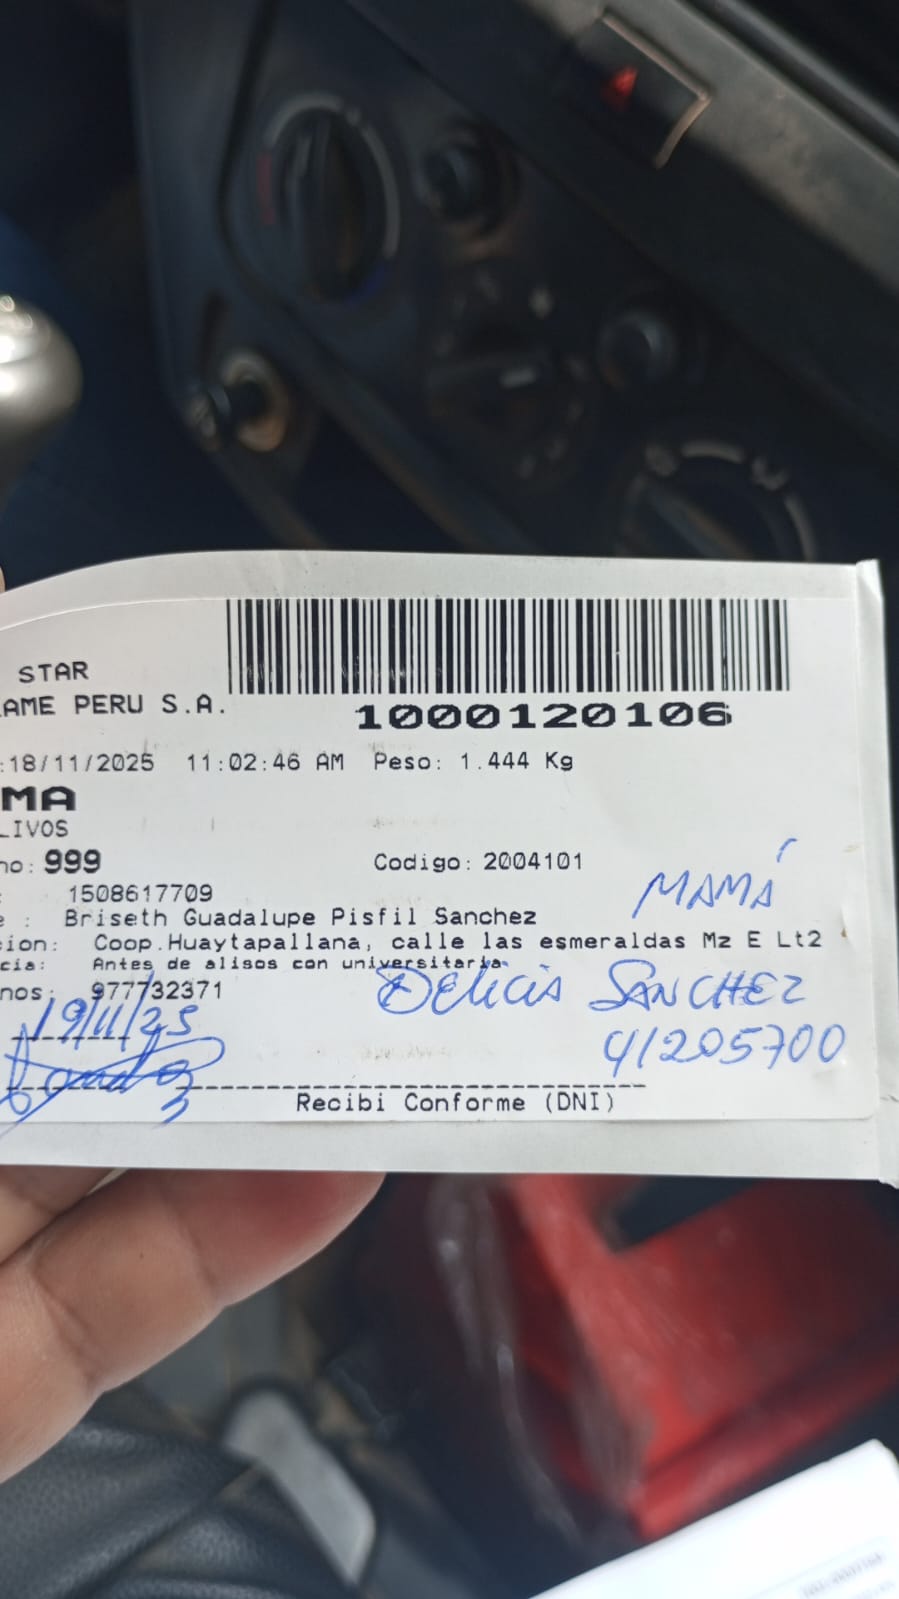 STAR
AME PERU S.A.
1000120106
:18/11/2025 11:02:46 AM Peso: 1.444 Kg
MA
LIVOS
no: 999 Codigo: 2004101
: 1508617709
MAMÁ
e : Briseth Guadalupe Pisfil Sanchez
cion: Coop.Huaytapallana, calle las esmeraldas Mz E Lt2
cia: Antes de alisos con universitaria
nos: 977732371
DELICIA SANCHEZ
19/11/25
41205700
Recibi Conforme (DNI)